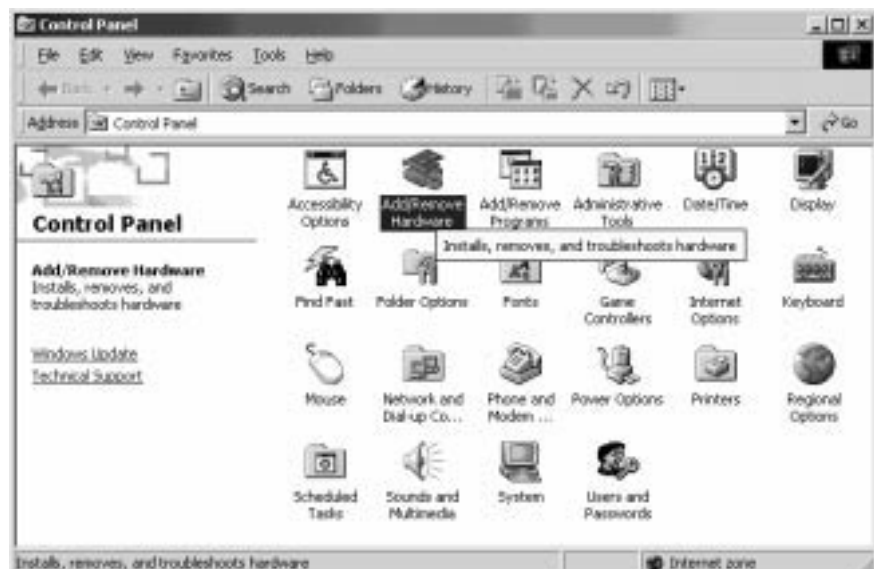 Control Panel
File Edit View Favorites Tools Help
Back Search Folders History
Address Control Panel Go
Control Panel
Add/Remove Hardware
Installs, removes, and
troubleshoots hardware
Windows Update
Technical Support
Accessibility
Options
Add/Remove
Hardware
Add/Remove
Programs
Administrative
Tools
Date/Time
Display
Installs, removes, and troubleshoots hardware
Find Fast
Folder Options
Fonts
Game
Controllers
Internet
Options
Keyboard
Mouse
Network and
Dial-up Co...
Phone and
Modem ...
Power Options
Printers
Regional
Options
Scheduled
Tasks
Sounds and
Multimedia
System
Users and
Passwords
Installs, removes, and troubleshoots hardware
Internet zone